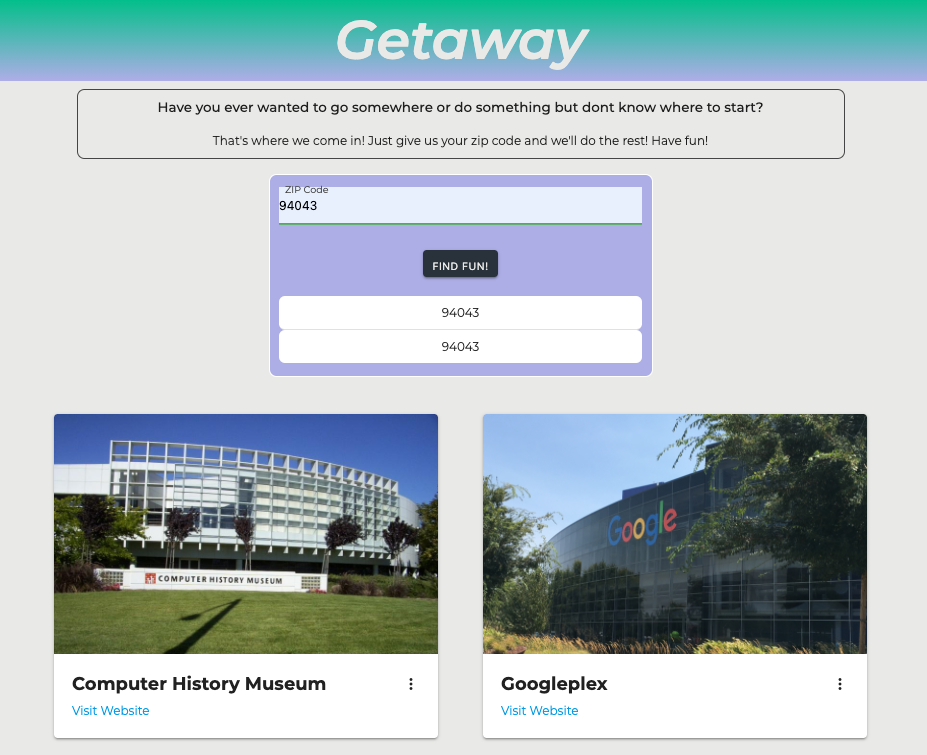 Getaway
Have you ever wanted to go somewhere or do something but dont know where to start?
That's where we come in! Just give us your zip code and we'll do the rest! Have fun!
ZIP Code
94043
FIND FUN!
94043
94043
COMPUTER HISTORY MUSEUM
Google
Computer History Museum
Visit Website
Googleplex
Visit Website